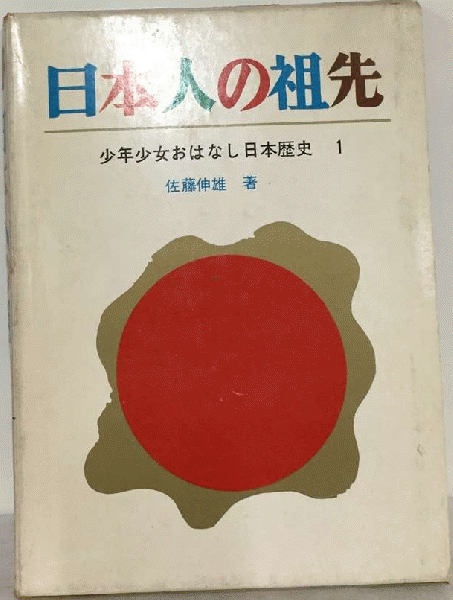 日本人の祖先
少年少女おはなし日本歴史 1
佐藤伸雄 著